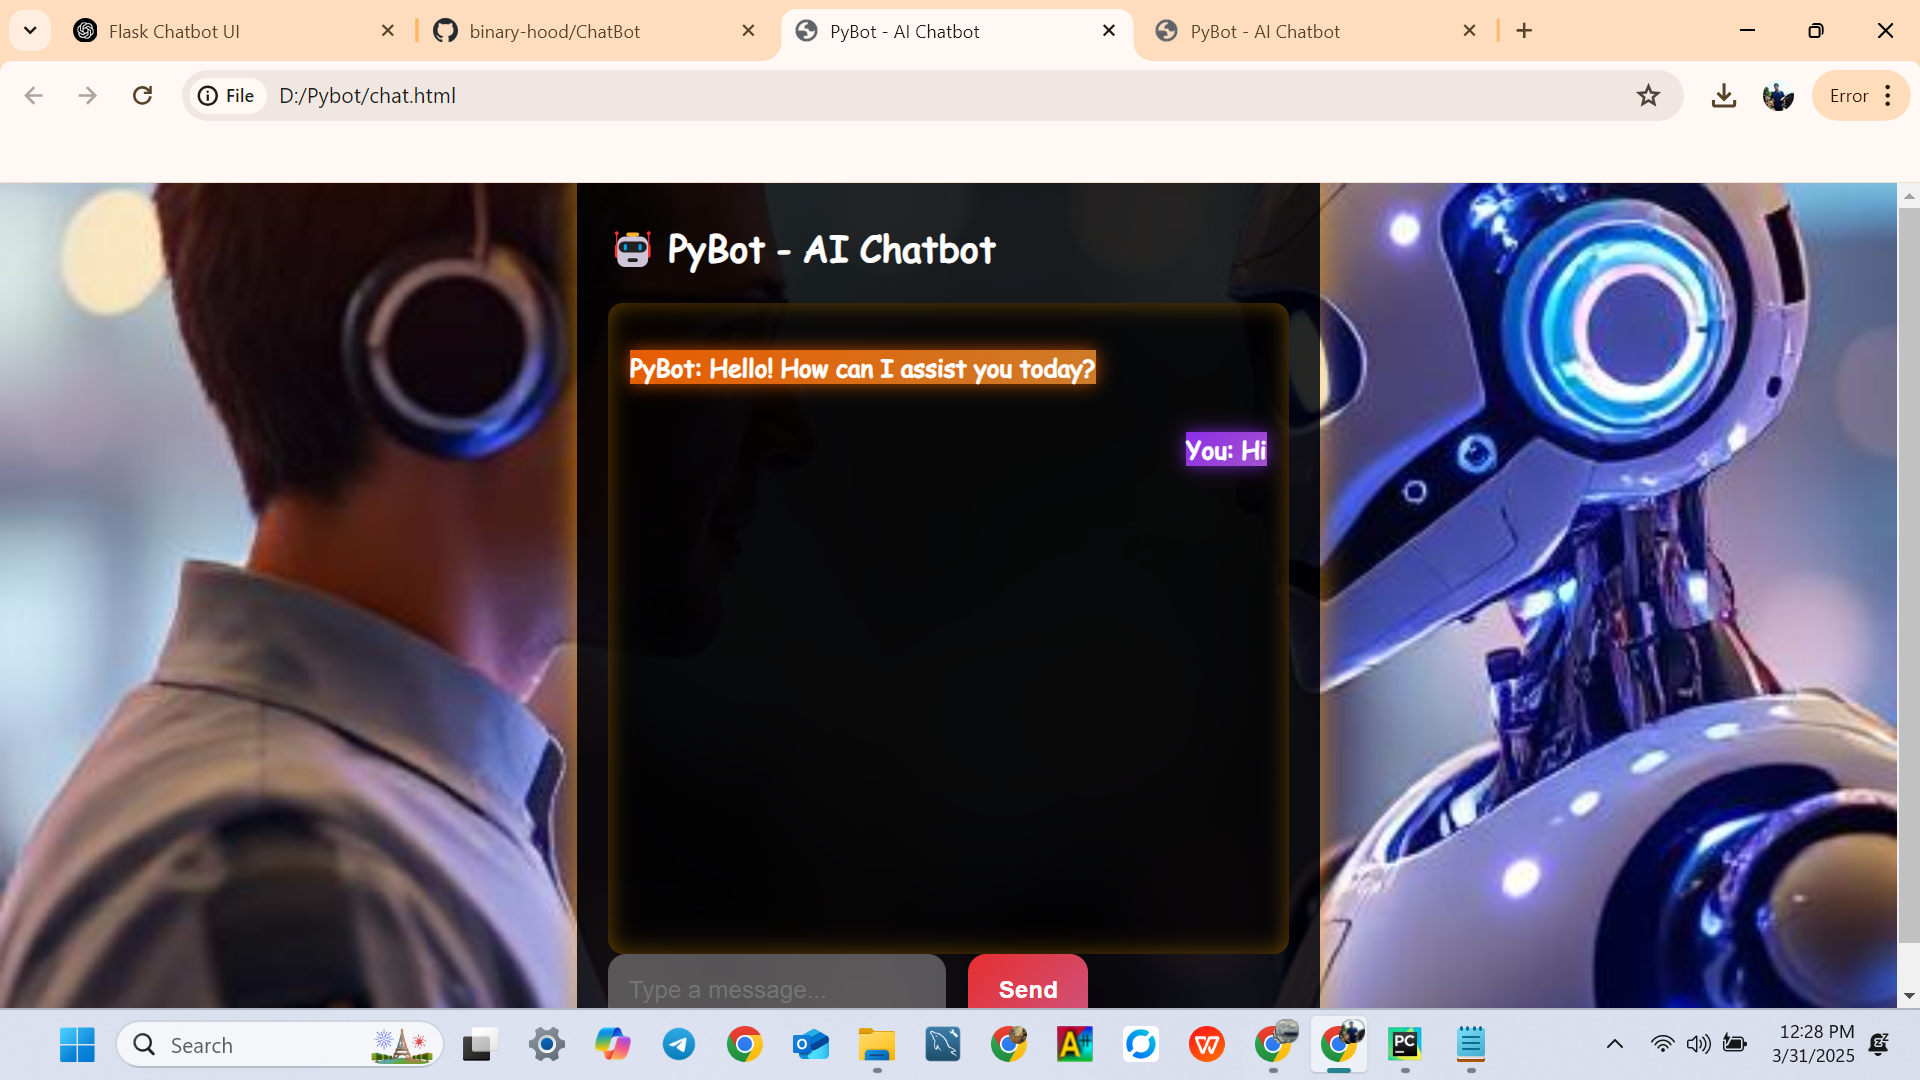 Flask Chatbot UI
binary-hood/ChatBot
PyBot - AI Chatbot
PyBot - AI Chatbot
File
D:/Pybot/chat.html
Error
PyBot - AI Chatbot
PyBot: Hello! How can I assist you today?
You: Hi
Type a message...
Send
Search
PC
12:28 PM
3/31/2025